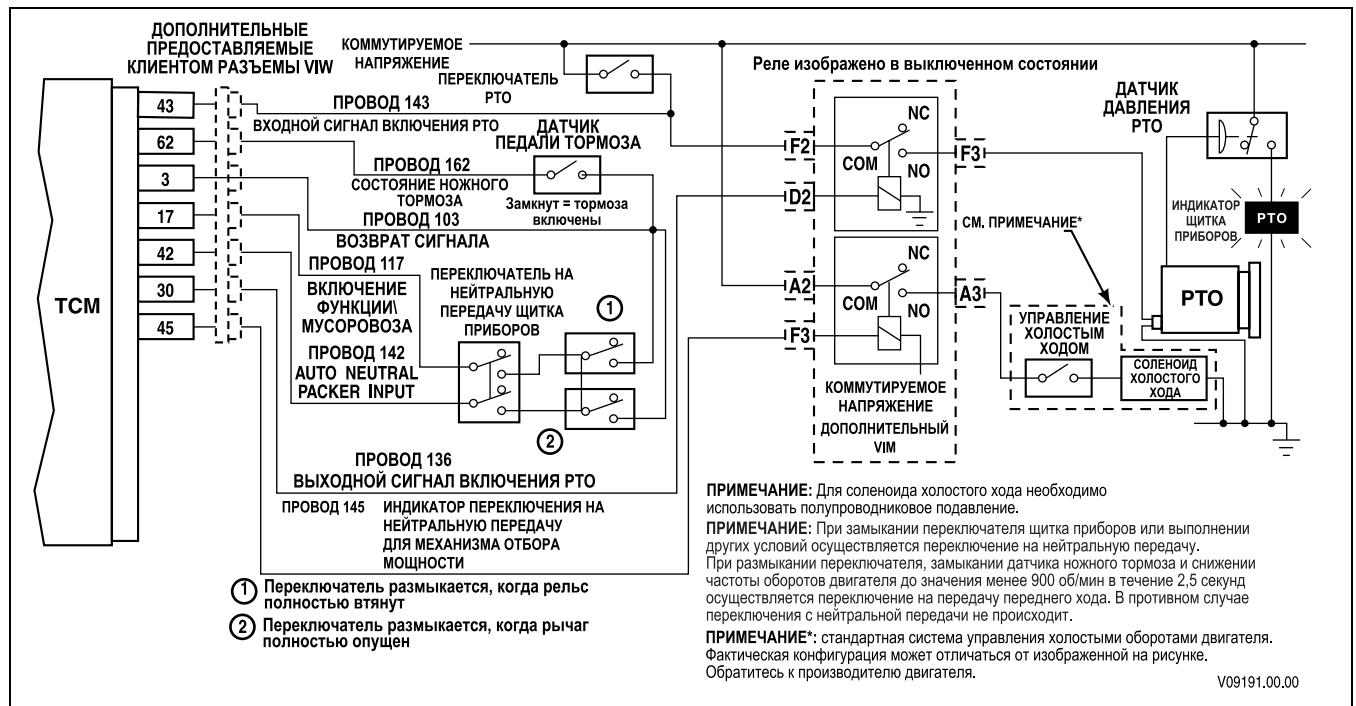 ДОПОЛНИТЕЛЬНЫЕ
ПРЕДОСТАВЛЯЕМЫЕ
КЛИЕНТОМ РАЗЪЕМЫ VIW
КОММУТИРУЕМОЕ
НАПРЯЖЕНИЕ
ПЕРЕКЛЮЧАТЕЛЬ
РТО
TCM
43
62
3
17
42
30
45
ПРОВОД 143
ВХОДНОЙ СИГНАЛ ВКЛЮЧЕНИЯ РТО
ДАТЧИК
ПЕДАЛИ ТОРМОЗА
ПРОВОД 162
СОСТОЯНИЕ НОЖНОГО
ТОРМОЗА
Замкнут = тормоза
включены
ПРОВОД 103
ВОЗВРАТ СИГНАЛА
ПРОВОД 117
ВКЛЮЧЕНИЕ
ФУНКЦИИ\
МУСОРОВОЗА
ПЕРЕКЛЮЧАТЕЛЬ НА
НЕЙТРАЛЬНУЮ
ПЕРЕДАЧУ ЩИТКА
ПРИБОРОВ
1
2
ПРОВОД 142
AUTO NEUTRAL
PACKER INPUT
ПРОВОД 136
ВЫХОДНОЙ СИГНАЛ ВКЛЮЧЕНИЯ РТО
ПРОВОД 145
ИНДИКАТОР ПЕРЕКЛЮЧЕНИЯ НА
НЕЙТРАЛЬНУЮ ПЕРЕДАЧУ
ДЛЯ МЕХАНИЗМА ОТБОРА
МОЩНОСТИ
1 Переключатель размыкается, когда рельс
полностью втянут
2 Переключатель размыкается, когда рычаг
полностью опущен
Реле изображено в выключенном состоянии
F2
D2
NC
COM
NO
F3
A2
F3
NC
COM
NO
A3
КОММУТИРУЕМОЕ
НАПРЯЖЕНИЕ
ДОПОЛНИТЕЛЬНЫЙ
VIM
СМ. ПРИМЕЧАНИЕ*
УПРАВЛЕНИЕ
ХОЛОСТЫМ
ХОДОМ
СОЛЕНОИД
ХОЛОСТОГО
ХОДА
ДАТЧИК
ДАВЛЕНИЯ
РТО
ИНДИКАТОР
ЩИТКА
ПРИБОРОВ
РТО
РТО
ПРИМЕЧАНИЕ: Для соленоида холостого хода необходимо
использовать полупроводниковое подавление.
ПРИМЕЧАНИЕ: При замыкании переключателя щитка приборов или выполнении
других условий осуществляется переключение на нейтральную передачу.
При размыкании переключателя, замыкании датчика ножного тормоза и снижении
частоты оборотов двигателя до значения менее 900 об/мин в течение 2,5 секунд
осуществляется переключение на передачу переднего хода. В противном случае
переключения с нейтральной передачи не происходит.
ПРИМЕЧАНИЕ*: стандартная система управления холостыми оборотами двигателя.
Фактическая конфигурация может отличаться от изображенной на рисунке.
Обратитесь к производителю двигателя.
V09191.00.00